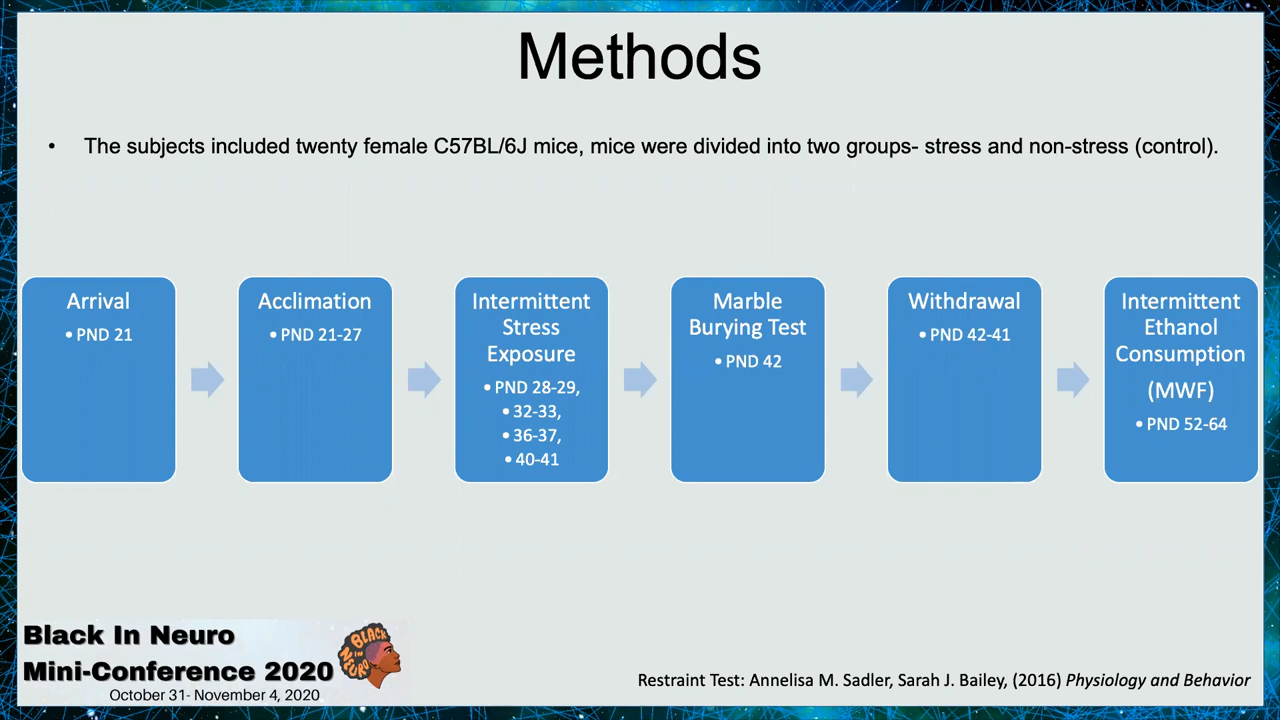 Methods
• The subjects included twenty female C57BL/6J mice, mice were divided into two groups- stress and non-stress (control).
Arrival
• PND 21
Acclimation
• PND 21-27
Intermittent
Stress
Exposure
• PND 28-29,
• 32-33,
• 36-37,
• 40-41
Marble
Burying Test
• PND 42
Withdrawal
• PND 42-41
Intermittent
Ethanol
Consumption
(MWF)
• PND 52-64
Black In Neuro
Mini-Conference 2020
October 31- November 4, 2020
BLACK
IN
NEURO
Restraint Test: Annelisa M. Sadler, Sarah J. Bailey, (2016) Physiology and Behavior